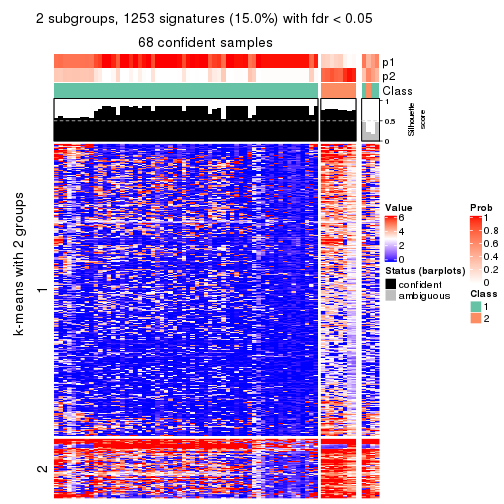 2 subgroups, 1253 signatures (15.0%) with fdr < 0.05
68 confident samples
p1
p2
Class
1
0.5
0
Silhouette
score
k-means with 2 groups
1
2
Value
6
4
2
0
Status (barplots)
confident
ambiguous
Prob
1
0.8
0.6
0.4
0.2
0
Class
1
2